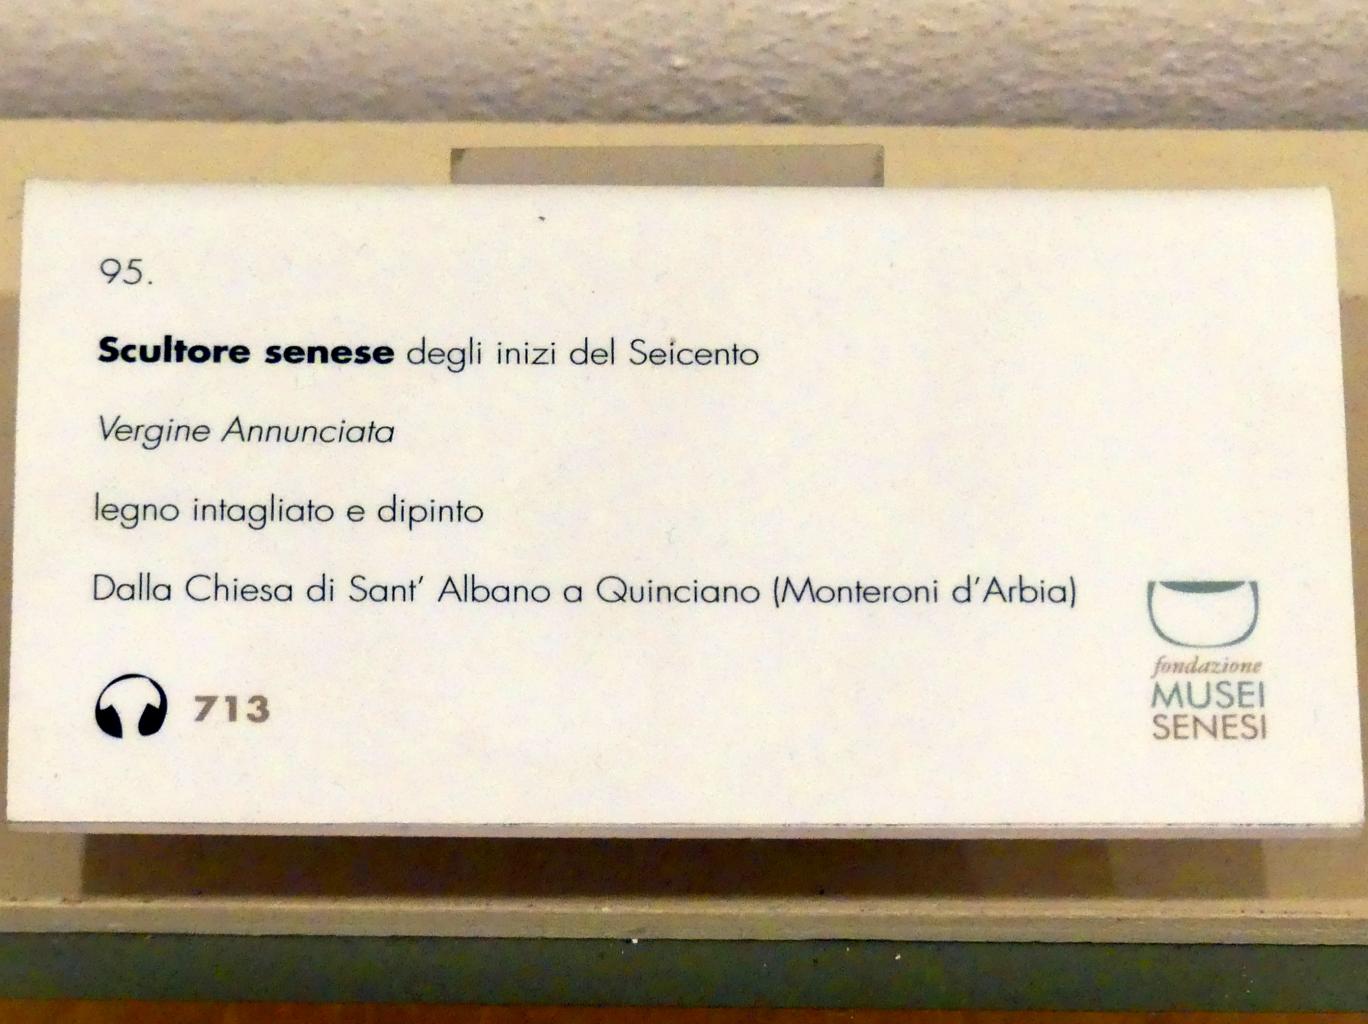 95.
Scultore senese degli inizi del Seicento
Vergine Annunciata
legno intagliato e dipinto
Dalla Chiesa di Sant' Albano a Quinciano (Monteroni d'Arbia)
713
fondazione
MUSEI
SENESI